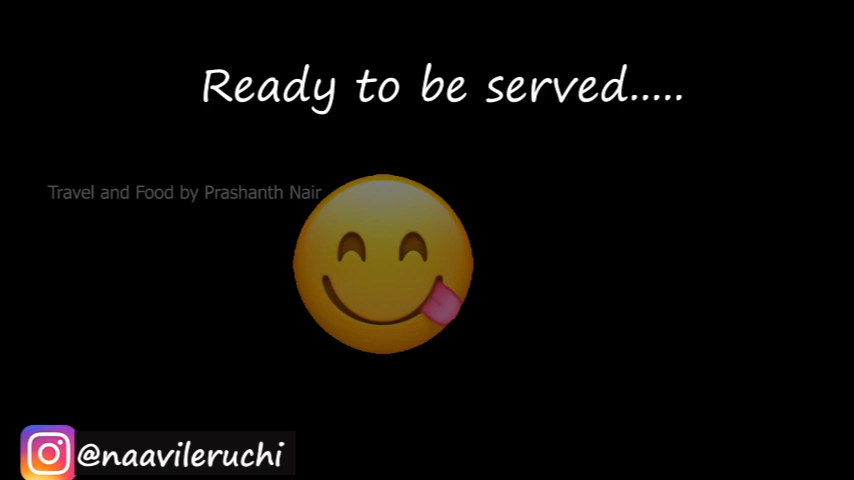 Ready to be served.....
Travel and Food by Prashanth Nair
@naavileruchi